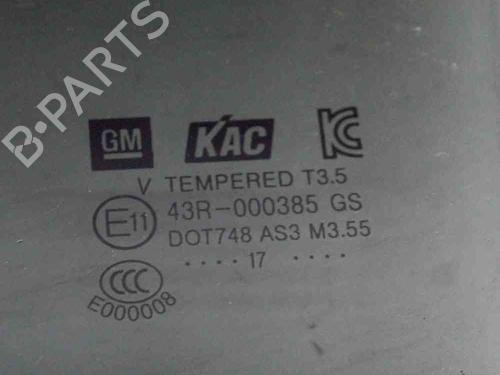 B-PARTS
GM KAC KC
V TEMPERED T3.5
E11 43R-000385 GS
DOT748 AS3 M3.55
····17 ····
CCC
E000008